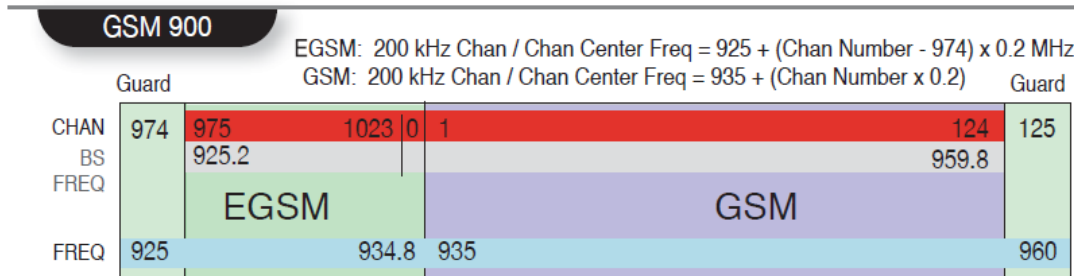 GSM 900
EGSM: 200 kHz Chan / Chan Center Freq = 925 + (Chan Number - 974) x 0.2 MHz
GSM: 200 kHz Chan / Chan Center Freq = 935 + (Chan Number x 0.2)
Guard Guard
CHAN 974 975 1023 0 1 124 125
BS 925.2 959.8
FREQ
EGSM GSM
FREQ 925 934.8 935 960